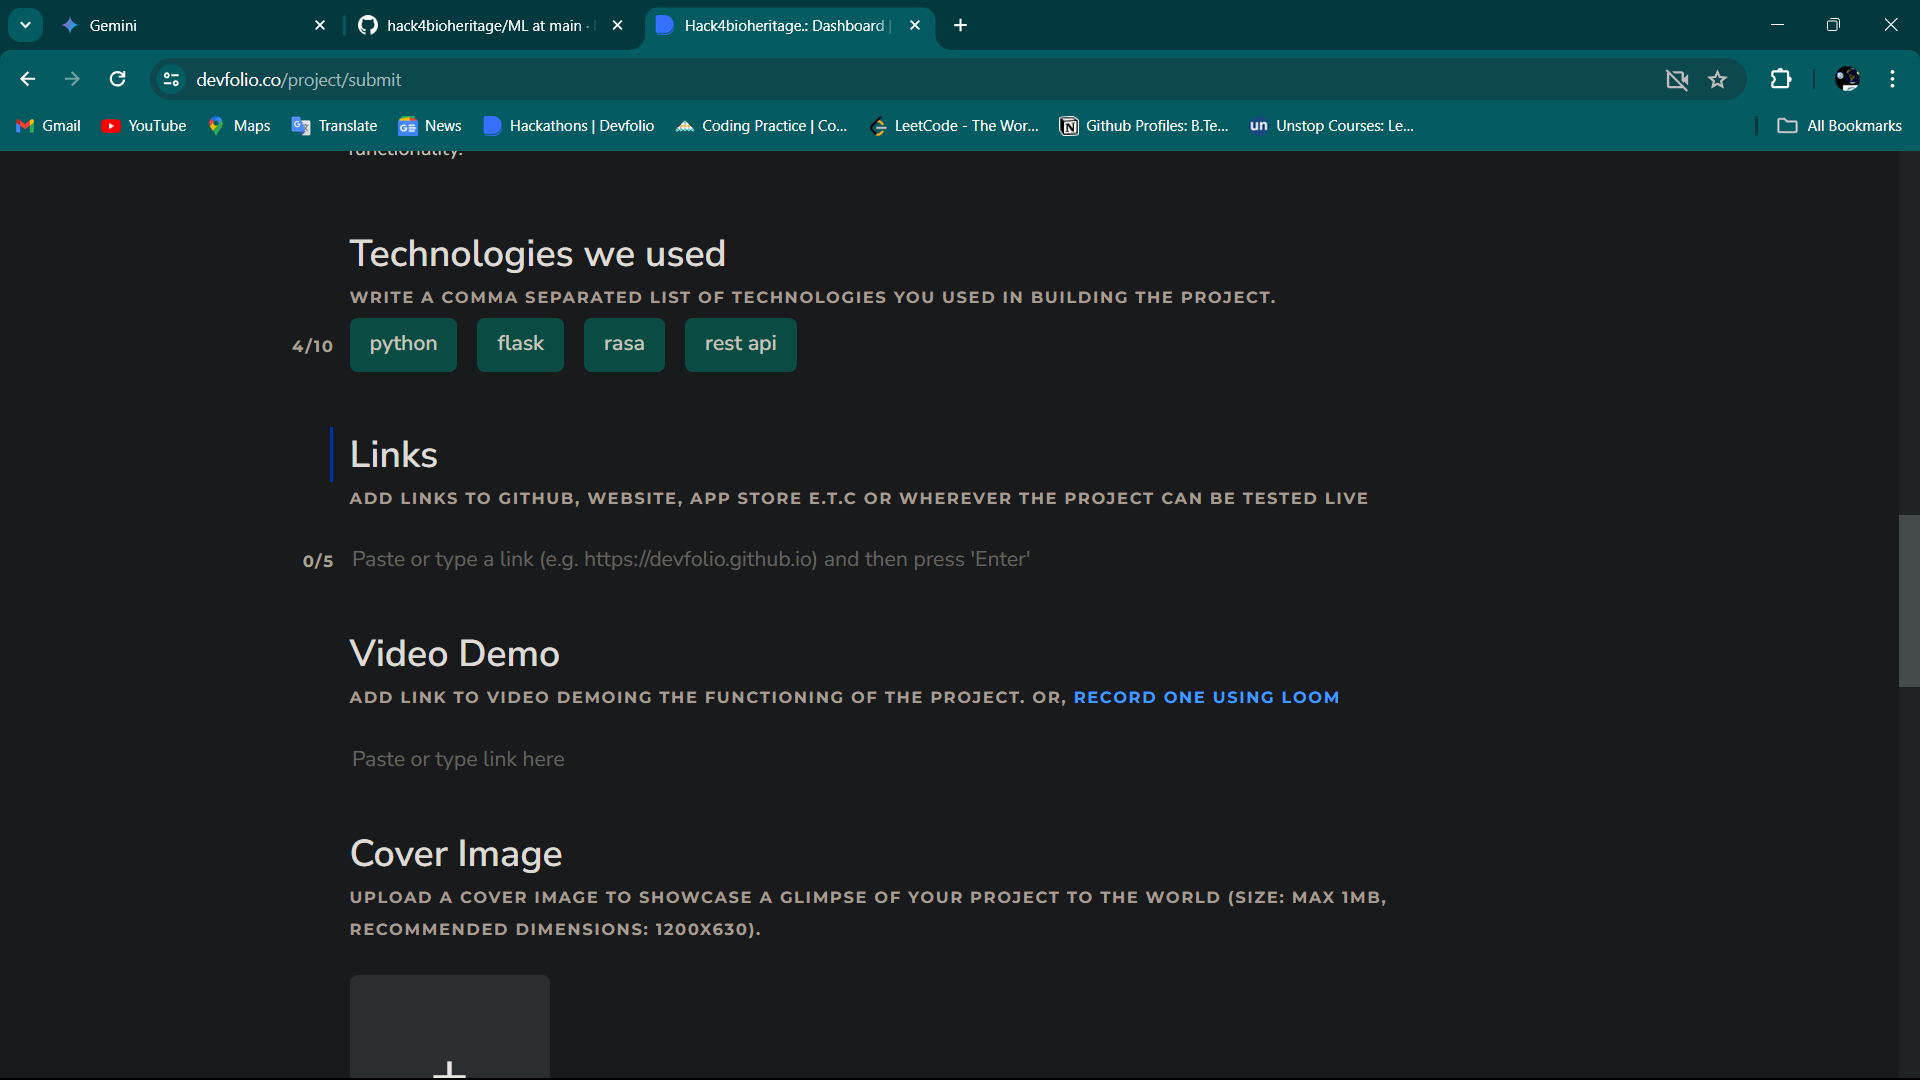 Gemini
hack4bioheritage/ML at main -
Hack4bioheritage.: Dashboard |
devfolio.co/project/submit
Gmail
YouTube
Maps
Translate
News
Hackathons | Devfolio
Coding Practice | Co...
LeetCode - The Wor...
Github Profiles: B.Te...
un Unstop Courses: Le...
All Bookmarks
functionality.
Technologies we used
WRITE A COMMA SEPARATED LIST OF TECHNOLOGIES YOU USED IN BUILDING THE PROJECT.
4/10 python flask rasa rest api
Links
ADD LINKS TO GITHUB, WEBSITE, APP STORE E.T.C OR WHEREVER THE PROJECT CAN BE TESTED LIVE
0/5 Paste or type a link (e.g. https://devfolio.github.io) and then press 'Enter'
Video Demo
ADD LINK TO VIDEO DEMOING THE FUNCTIONING OF THE PROJECT. OR, RECORD ONE USING LOOM
Paste or type link here
Cover Image
UPLOAD A COVER IMAGE TO SHOWCASE A GLIMPSE OF YOUR PROJECT TO THE WORLD (SIZE: MAX 1MB,
RECOMMENDED DIMENSIONS: 1200X630).